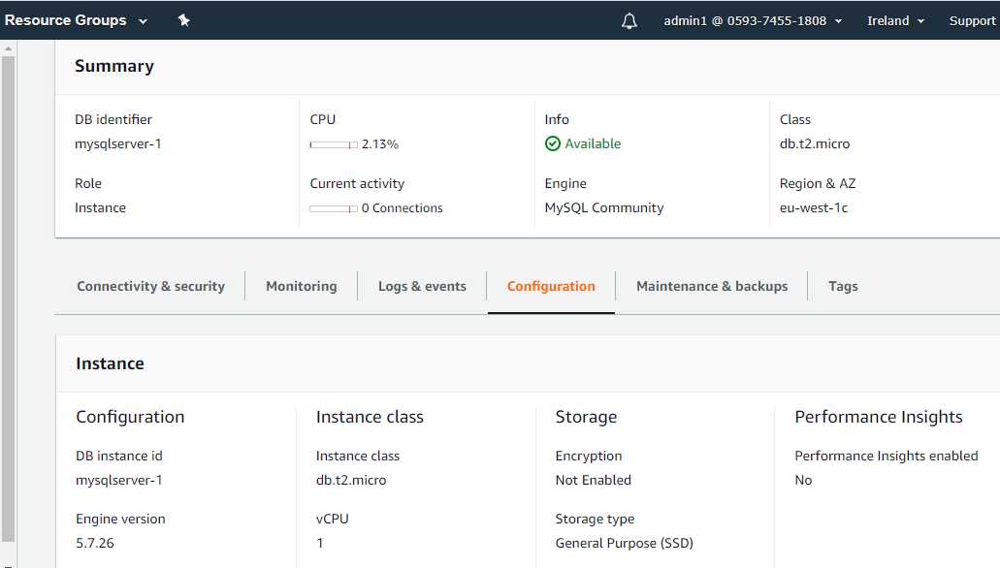 Resource Groups admin1 @ 0593-7455-1808 Ireland Support
Summary
DB identifier CPU Info Class
mysqlserver-1 2.13% Available db.t2.micro
Role Current activity Engine Region & AZ
Instance 0 Connections MySQL Community eu-west-1c
Connectivity & security Monitoring Logs & events Configuration Maintenance & backups Tags
Instance
Configuration Instance class Storage Performance Insights
DB instance id Instance class Encryption Performance Insights enabled
mysqlserver-1 db.t2.micro Not Enabled No
Engine version vCPU Storage type
5.7.26 1 General Purpose (SSD)